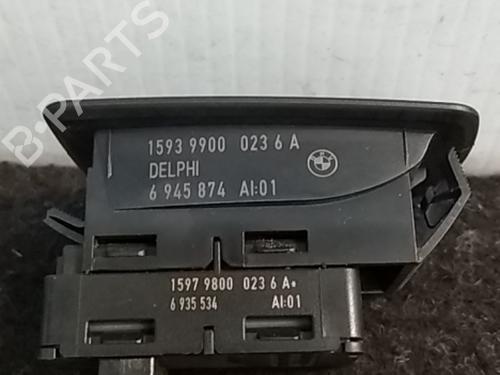 B-PARTS
1593 9900 023 6 A
DELPHI
6 945 874 AI:01
1597 9800 023 6 A
6 935 534 AI:01